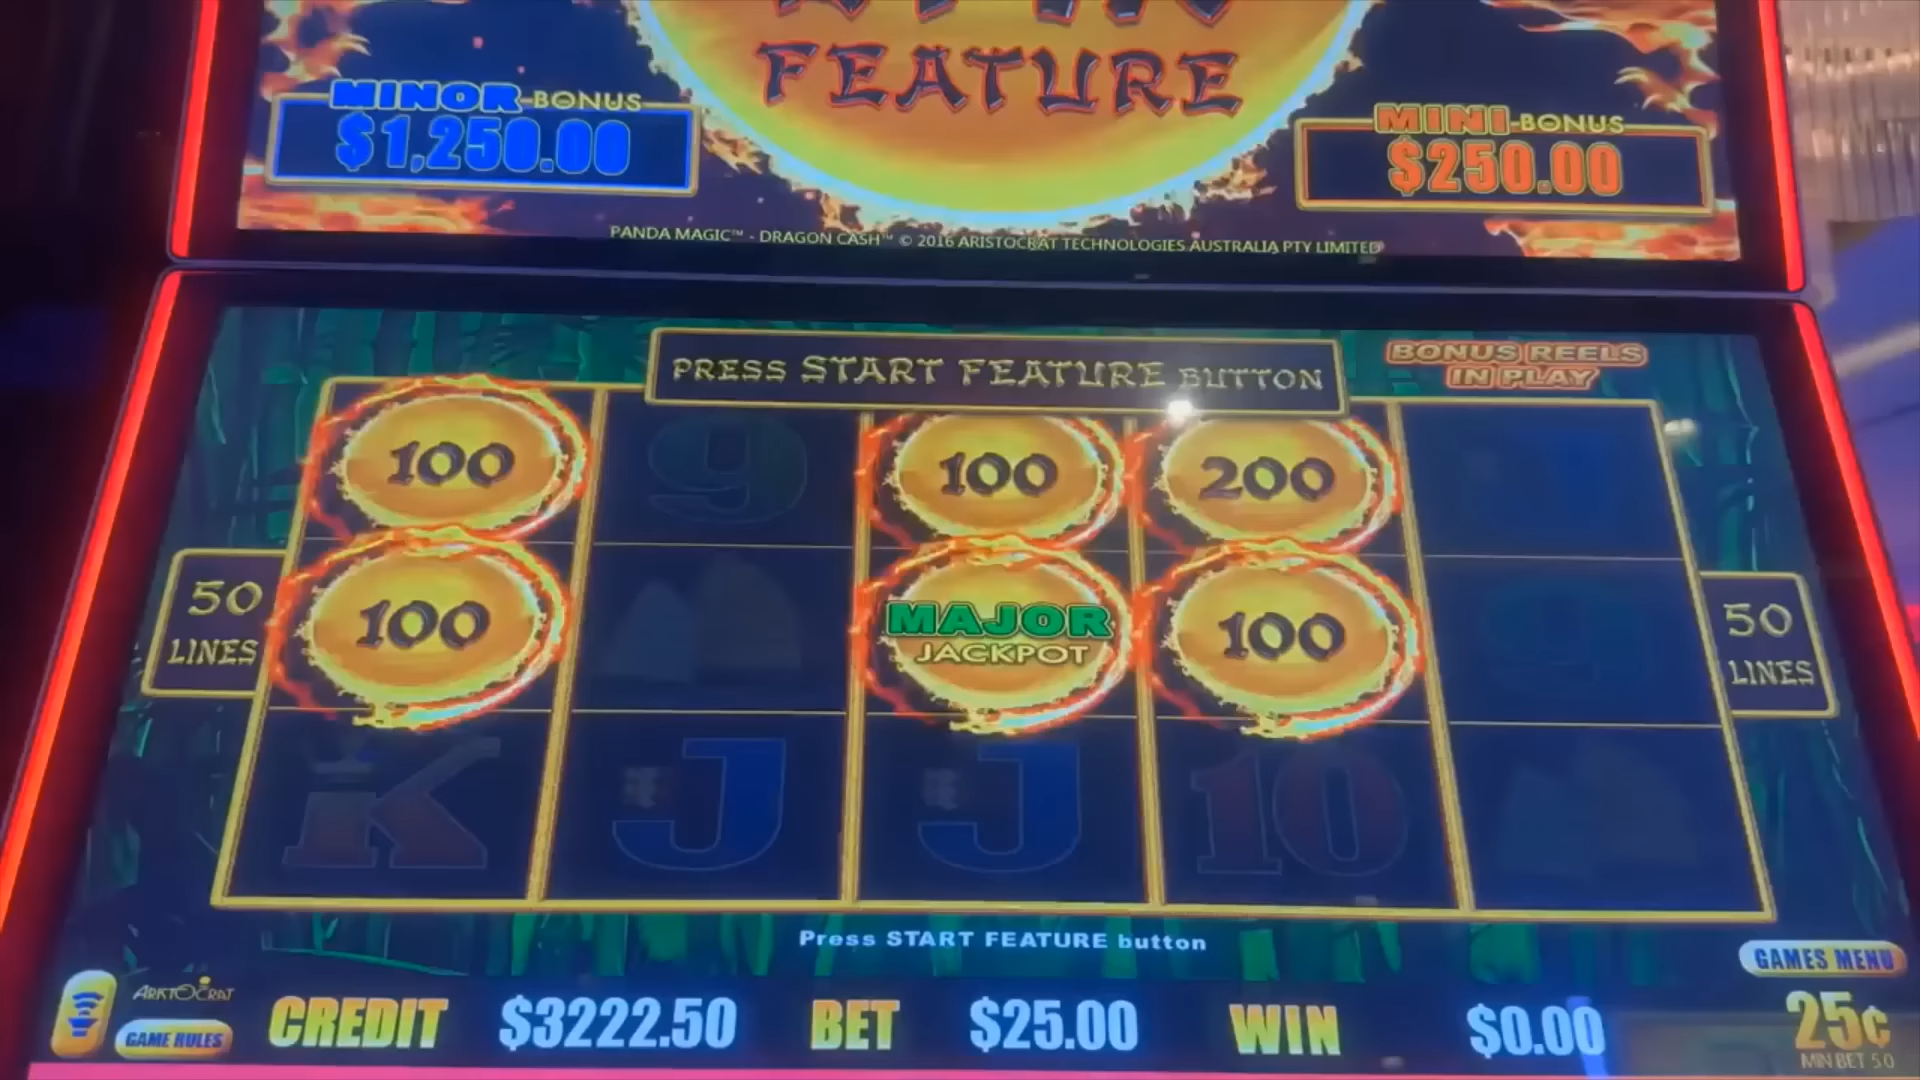 FEATURE
MINOR BONUS
$1,250.00
MINI BONUS
$250.00
PANDA MAGIC™ - DRAGON CASH™ © 2016 ARISTOCRAT TECHNOLOGIES AUSTRALIA PTY LIMITED
PRESS START FEATURE BUTTON
BONUS REELS
IN PLAY
100
9
100
200
50
LINES
100
MAJOR
JACKPOT
100
9
50
LINES
K
J
J
10
Press START FEATURE button
GAMES MENU
ARISTOCRAT
GAME RULES
CREDIT $3222.50 BET $25.00 WIN $0.00
25¢
MIN BET 50